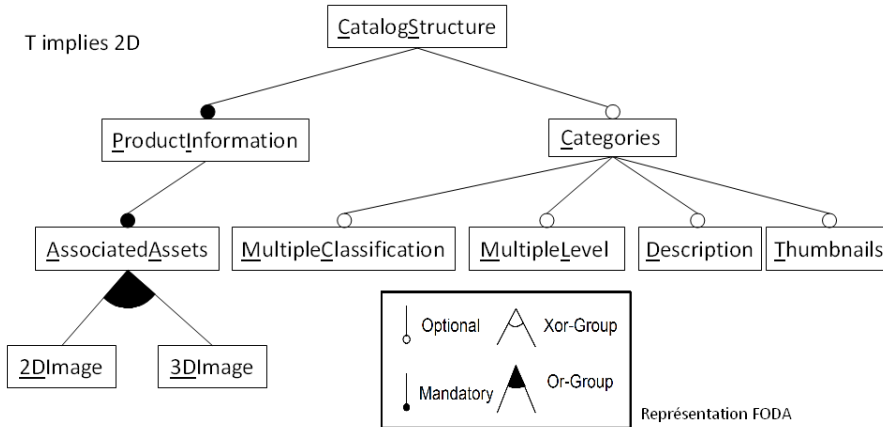 CatalogStructure
T implies 2D
ProductInformation
Categories
AssociatedAssets
MultipleClassification
MultipleLevel
Description
Thumbnails
2DImage
3DImage
Optional
Xor-Group
Mandatory
Or-Group
Représentation FODA